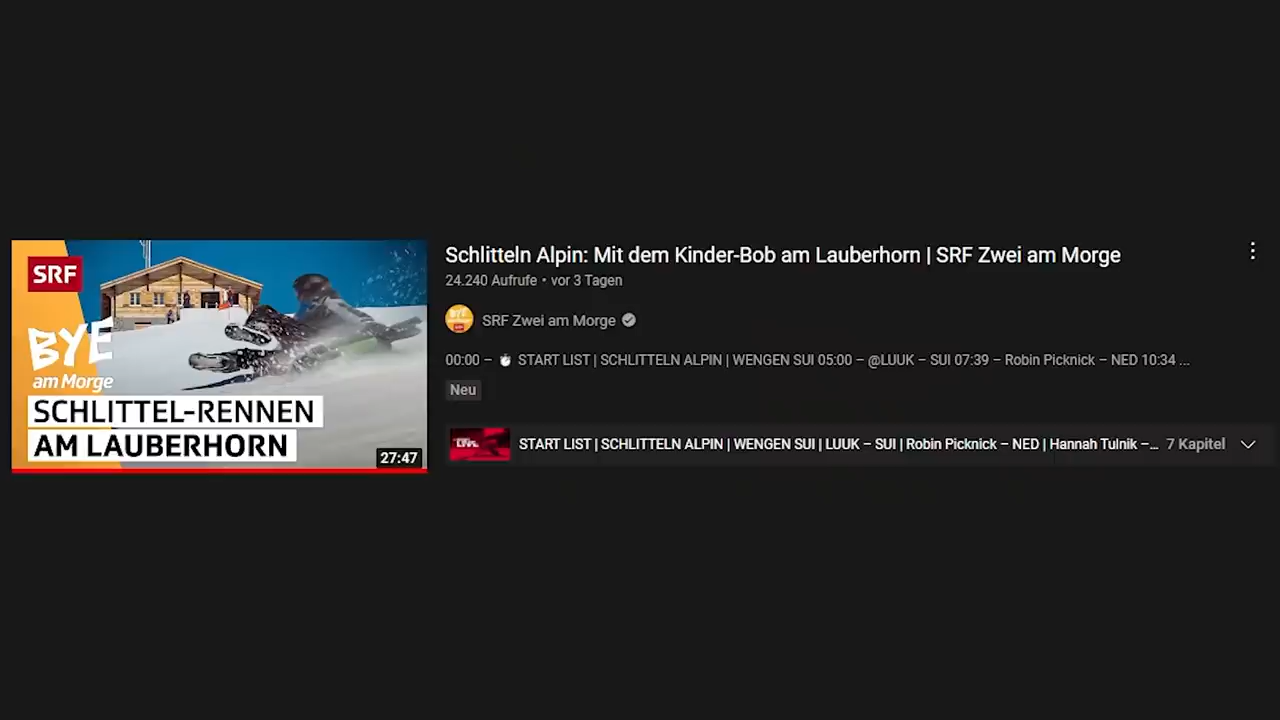 SRF
BYE
am Morge
SCHLITTEL-RENNEN
AM LAUBERHORN
27:47
Schlitteln Alpin: Mit dem Kinder-Bob am Lauberhorn | SRF Zwei am Morge
24.240 Aufrufe • vor 3 Tagen
SRF Zwei am Morge
00:00 – ⏱ START LIST | SCHLITTELN ALPIN | WENGEN SUI 05:00 – @LUUK – SUI 07:39 – Robin Picknick – NED 10:34 ...
Neu
START LIST | SCHLITTELN ALPIN | WENGEN SUI | LUUK – SUI | Robin Picknick – NED | Hannah Tulnik –... 7 Kapitel